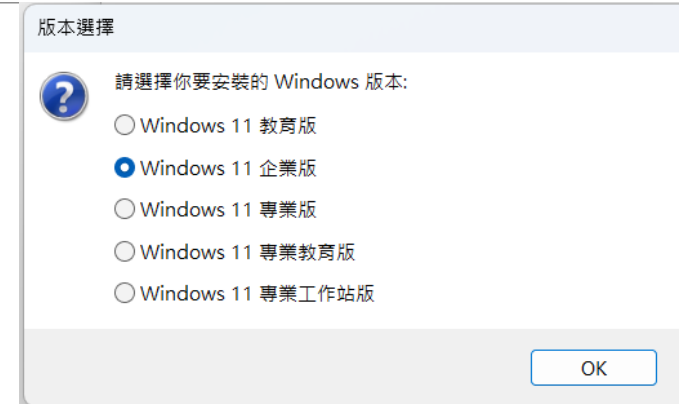 版本選擇
請選擇你要安裝的 Windows 版本:
Windows 11 教育版
Windows 11 企業版
Windows 11 專業版
Windows 11 專業教育版
Windows 11 專業工作站版
OK